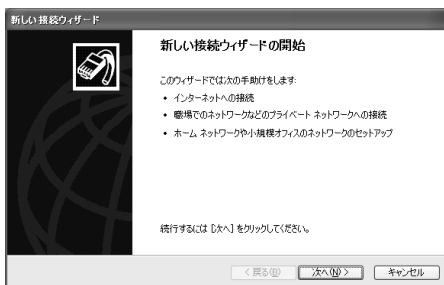 新しい接続ウィザード
新しい接続ウィザードの開始
このウィザードでは次の手助けをします:
• インターネットへの接続
• 職場でのネットワークなどのプライベート ネットワークへの接続
• ホーム ネットワークや小規模オフィスのネットワークのセットアップ
続行するには [次へ] をクリックしてください。
< 戻る(B) 次へ(N) > キャンセル